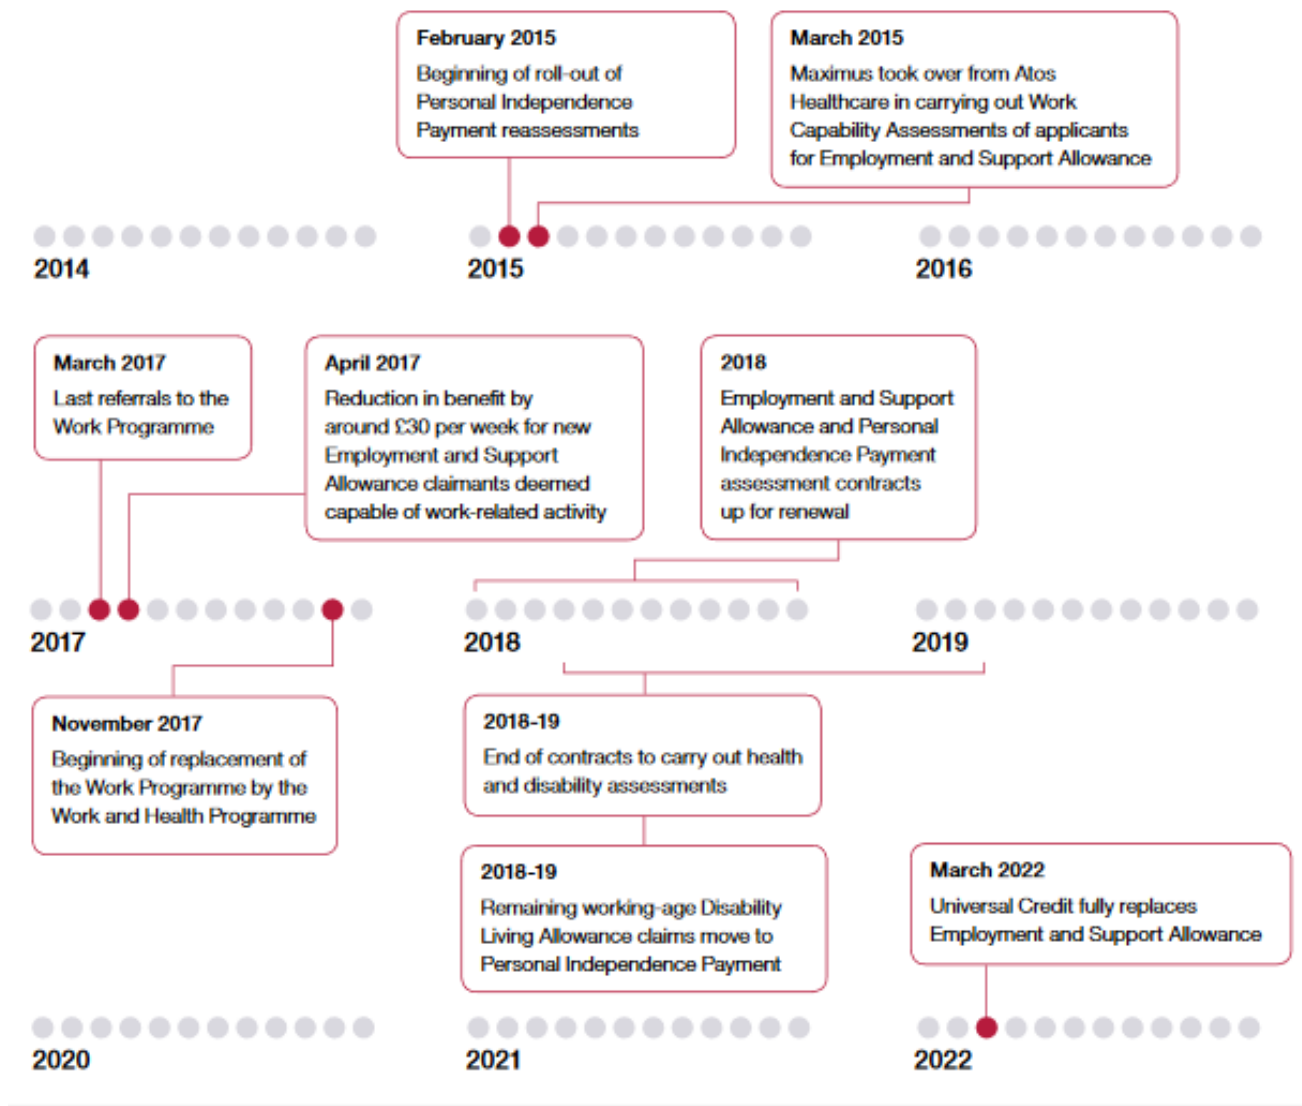 February 2015
Beginning of roll-out of
Personal Independence
Payment reassessments
March 2015
Maximus took over from Atos
Healthcare in carrying out Work
Capability Assessments of applicants
for Employment and Support Allowance
2014
2015
2016
March 2017
Last referrals to the
Work Programme
April 2017
Reduction in benefit by
around £30 per week for new
Employment and Support
Allowance claimants deemed
capable of work-related activity
2018
Employment and Support
Allowance and Personal
Independence Payment
assessment contracts
up for renewal
2017
2018
2019
November 2017
Beginning of replacement of
the Work Programme by the
Work and Health Programme
2018-19
End of contracts to carry out health
and disability assessments
2018-19
Remaining working-age Disability
Living Allowance claims move to
Personal Independence Payment
March 2022
Universal Credit fully replaces
Employment and Support Allowance
2020
2021
2022